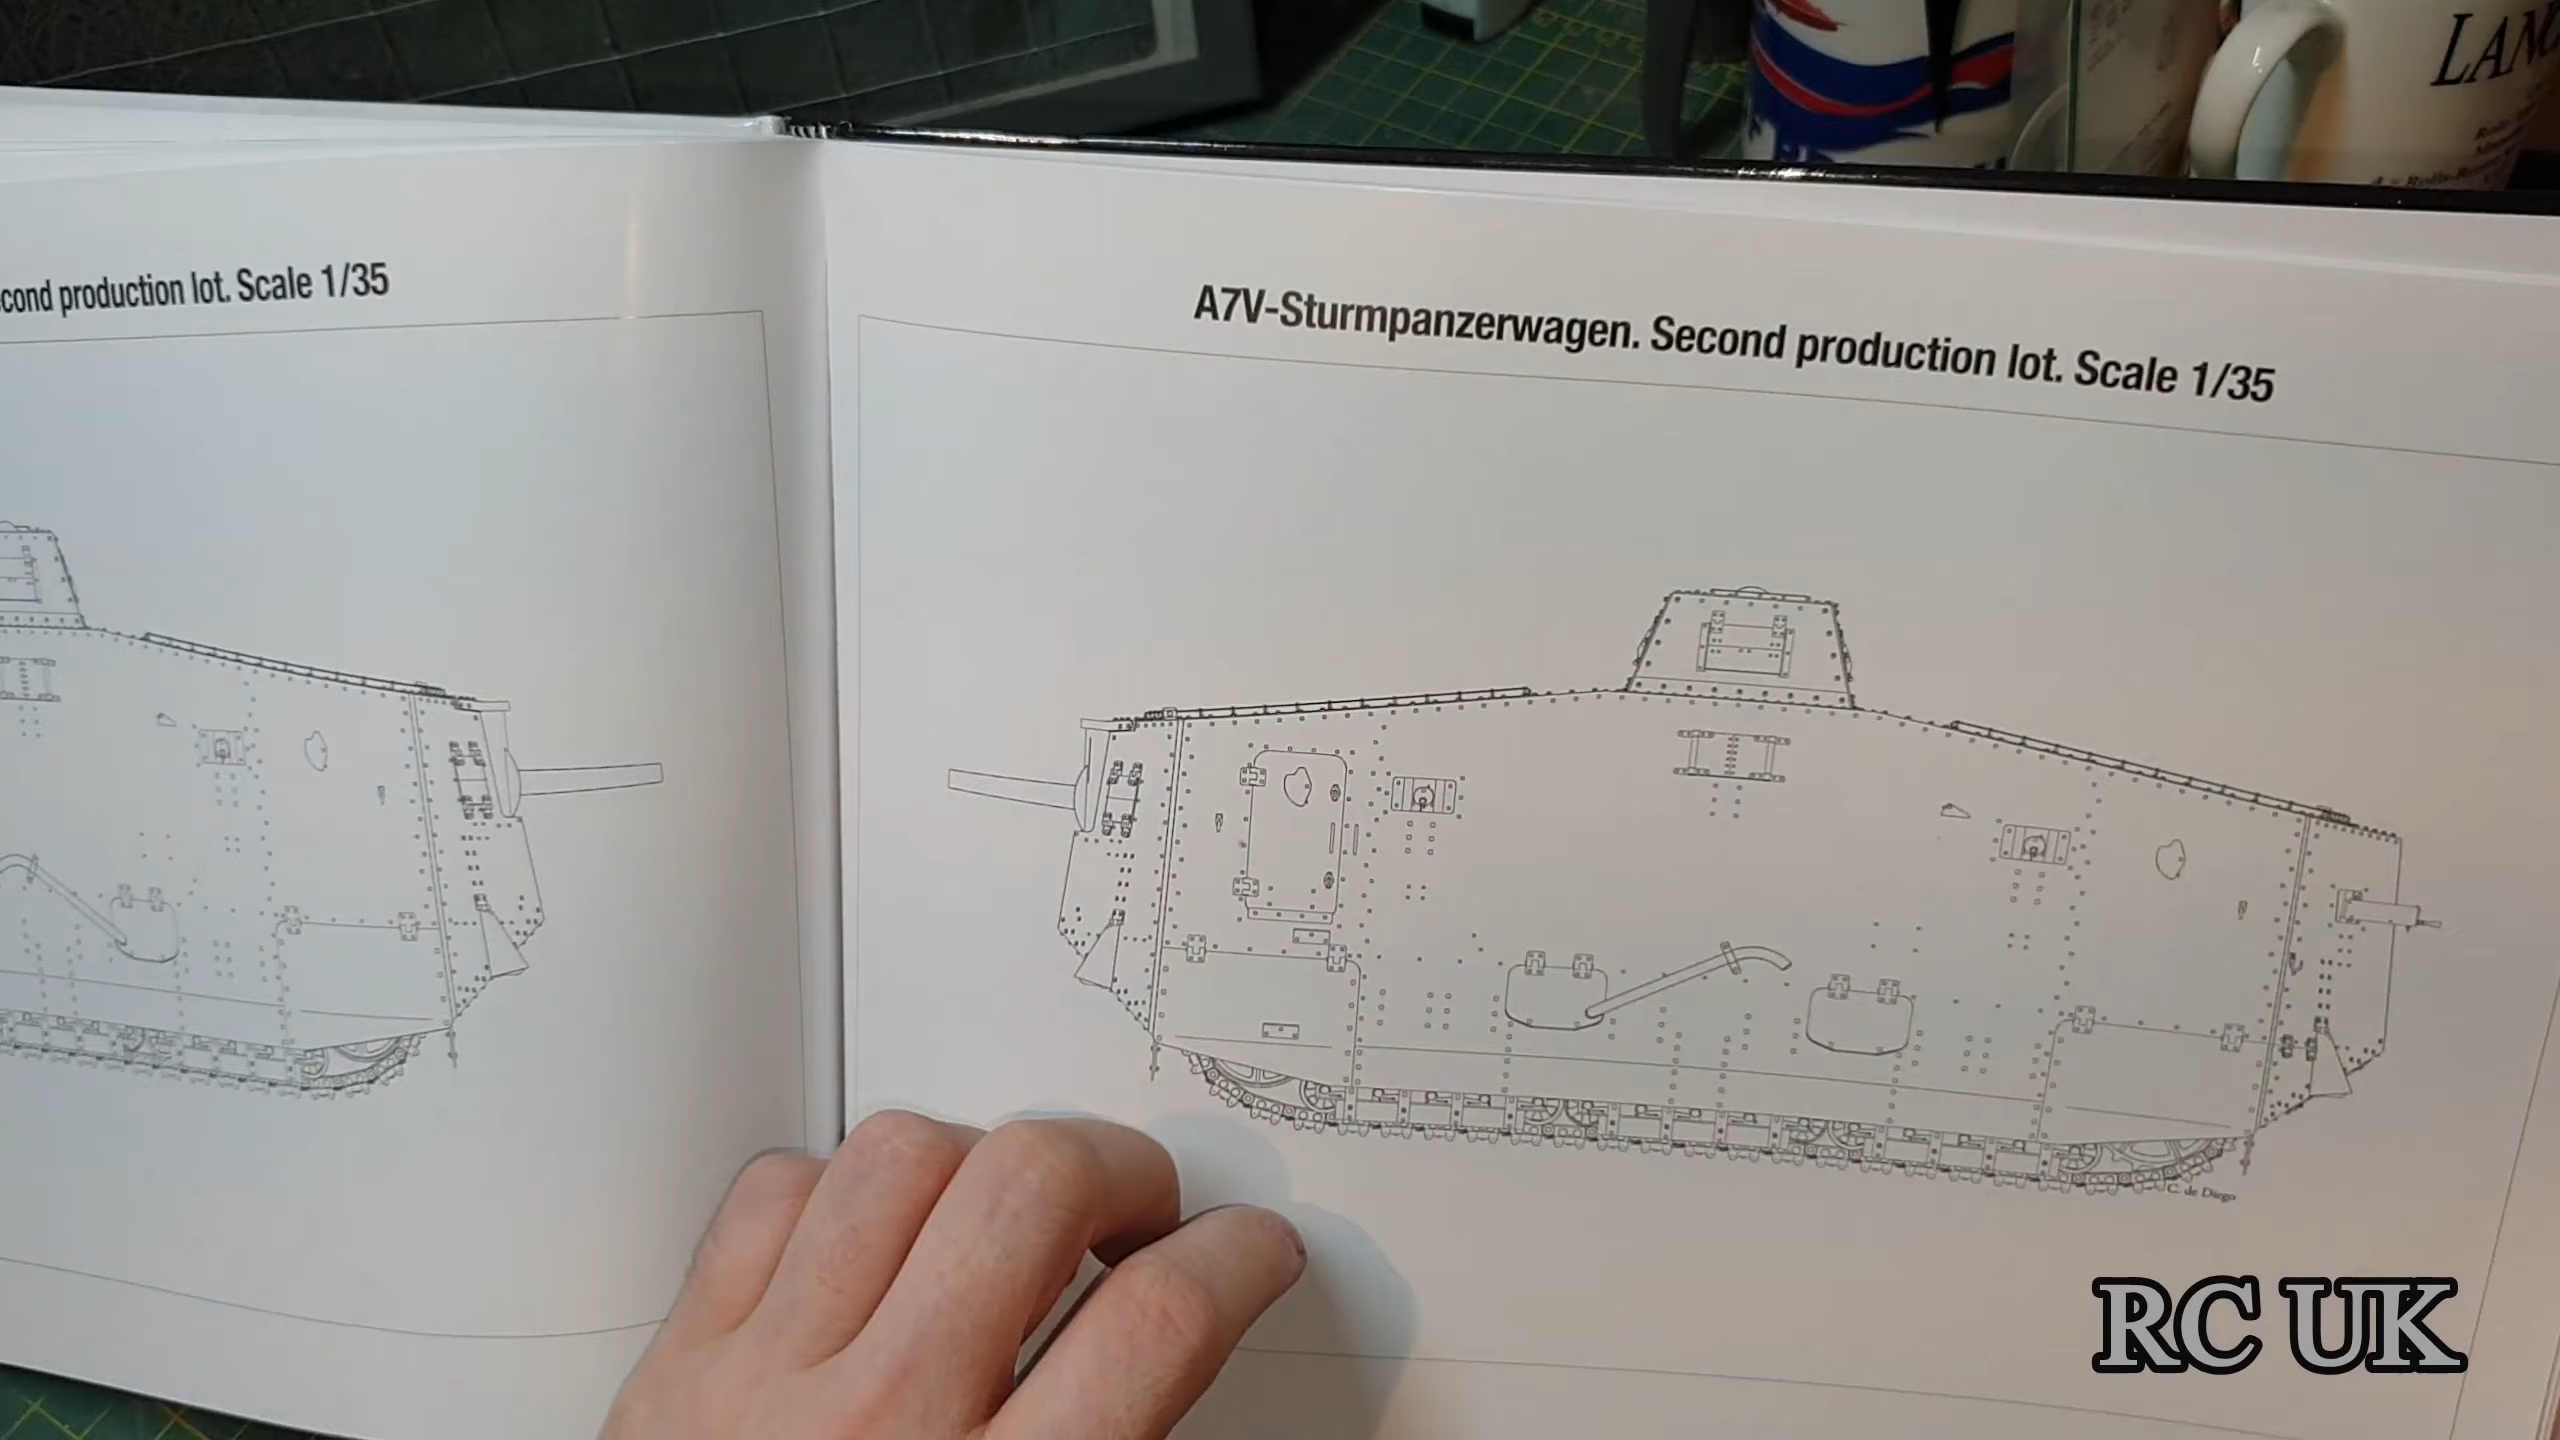 cond production lot. Scale 1/35
A7V-Sturmpanzerwagen. Second production lot. Scale 1/35
C. de Diego
RC UK